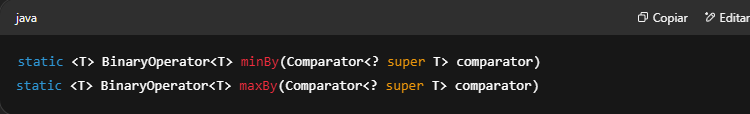 java
Copiar
Editar
static <T> BinaryOperator<T> minBy(Comparator<? super T> comparator)
static <T> BinaryOperator<T> maxBy(Comparator<? super T> comparator)